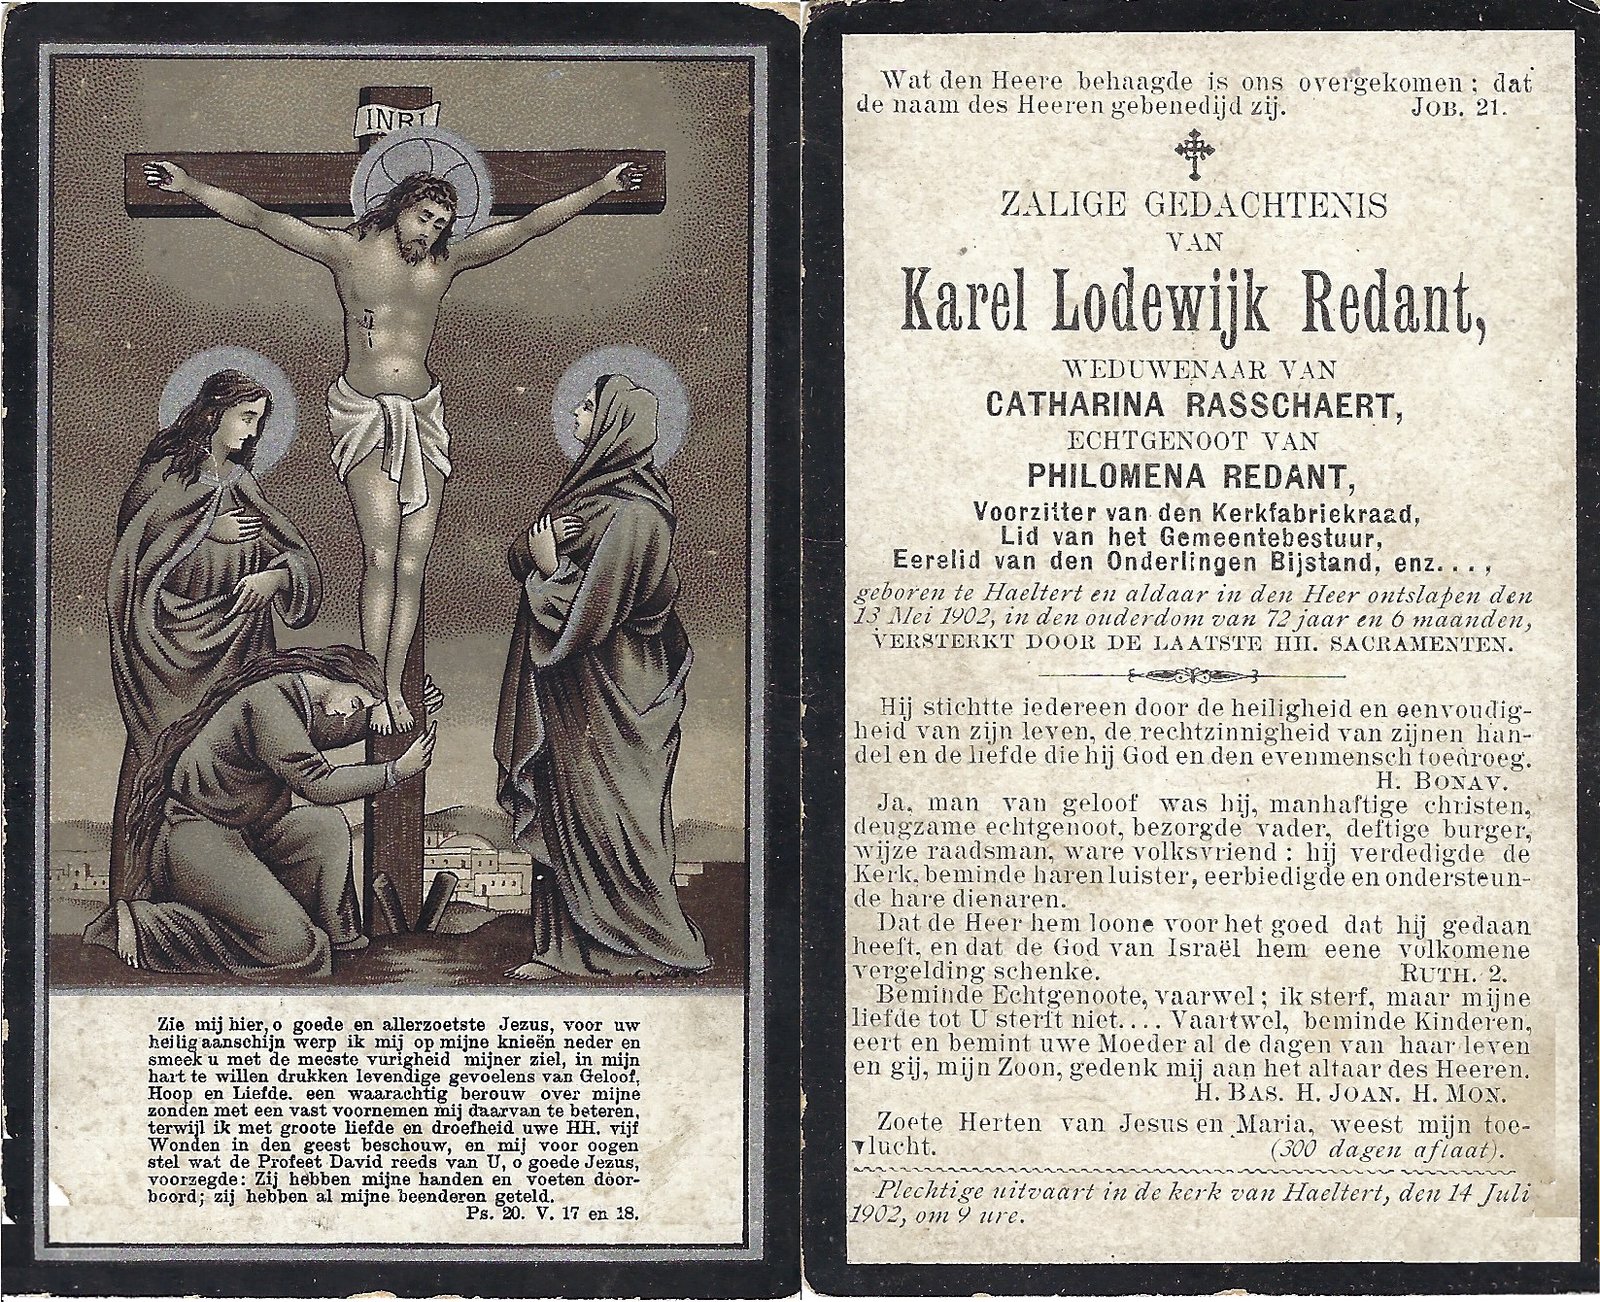 INRI
Zie mij hier, o goede en allerzoetste Jezus, voor uw
heilig aanschijn werp ik mij op mijne knieën neder en
smeek u met de meeste vurigheid mijner ziel, in mijn
hart te willen drukken levendige gevoelens van Geloof,
Hoop en Liefde. een waarachtig berouw over mijne
zonden met een vast voornemen mij daarvan te beteren,
terwijl ik met groote liefde en droefheid uwe HH. vijf
Wonden in den geest beschouw, en mij voor oogen
stel wat de Profeet David reeds van U, o goede Jezus,
voorzegde: Zij hebben mijne handen en voeten door-
boord; zij hebben al mijne beenderen geteld.
Ps. 20. V. 17 en 18.
Wat den Heere behaagde is ons overgekomen; dat
de naam des Heeren gebenedijd zij. JOB. 21.
ZALIGE GEDACHTENIS
VAN
Karel Lodewijk Redant,
WEDUWENAAR VAN
CATHARINA RASSCHAERT,
ECHTGENOOT VAN
PHILOMENA REDANT,
Voorzitter van den Kerkfabriekraad,
Lid van het Gemeentebestuur,
Eerelid van den Onderlingen Bijstand, enz...,
geboren te Haeltert en aldaar in den Heer ontslapen den
13 Mei 1902, in den ouderdom van 72 jaar en 6 maanden,
VERSTERKT DOOR DE LAATSTE HH. SACRAMENTEN.
Hij stichtte iedereen door de heiligheid en eenvoudig-
heid van zijn leven, de rechtzinnigheid van zijnen han-
del en de liefde die hij God en den evenmensch toedroeg.
H. BONAV.
Ja, man van geloof was hij, manhaftige christen,
deugzame echtgenoot, bezorgde vader, deftige burger,
wijze raadsman, ware volksvriend: hij verdedigde de
Kerk, beminde haren luister, eerbiedigde en ondersteun-
de hare dienaren.
Dat de Heer hem loone voor het goed dat hij gedaan
heeft, en dat de God van Israël hem eene volkomene
vergelding schenke. RUTH. 2.
Beminde Echtgenoote, vaarwel; ik sterf, maar mijne
liefde tot U sterft niet.... Vaartwel, beminde Kinderen,
eert en bemint uwe Moeder al de dagen van haar leven
en gij, mijn Zoon, gedenk mij aan het altaar des Heeren.
H. BAS. H. JOAN. H. MON.
Zoete Herten van Jesus en Maria, weest mijn toe-
vlucht. (300 dagen aflaat).
Plechtige uitvaart in de kerk van Haeltert, den 14 Juli
1902, om 9 ure.